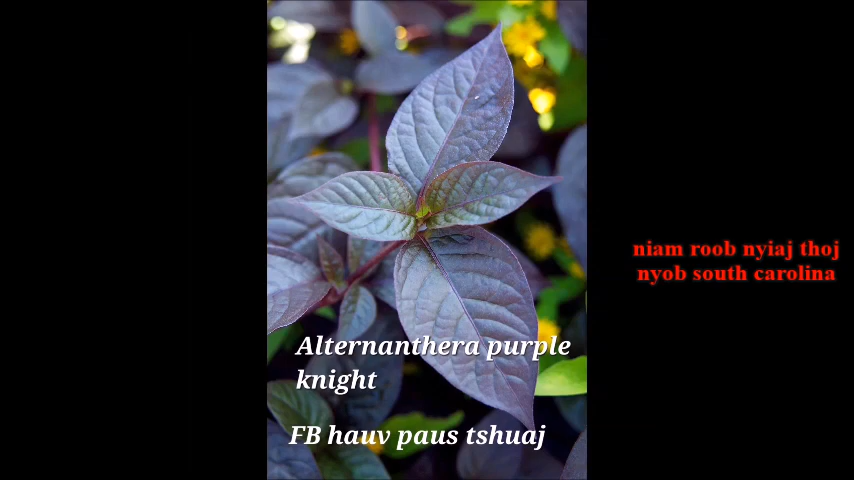 Alternanthera purple
knight
FB hauv paus tshuaj
niam roob nyiaj thoj
nyob south carolina